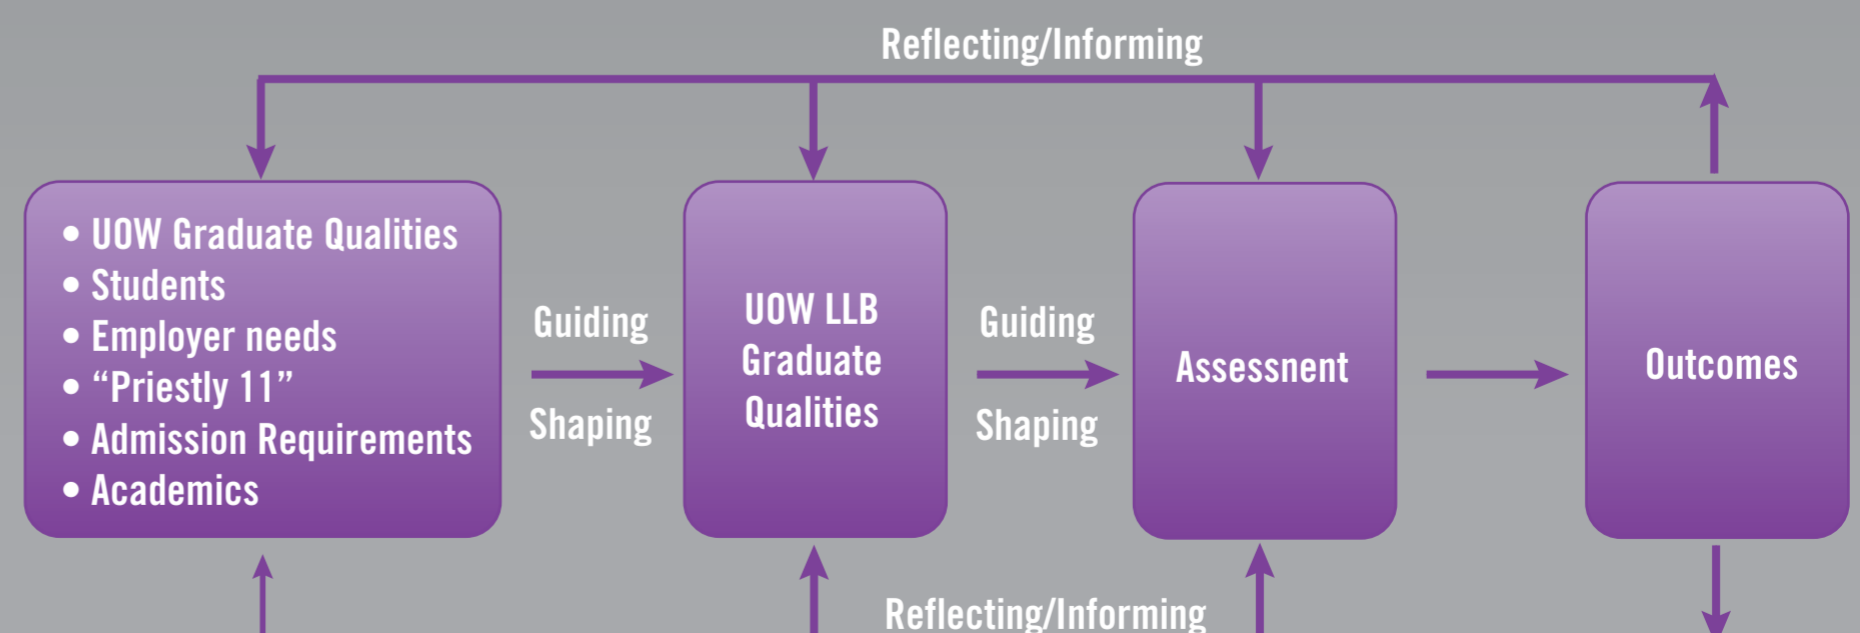 Reflecting/Informing
• UOW Graduate Qualities
• Students
• Employer needs
• “Priestly 11”
• Admission Requirements
• Academics
Guiding
Shaping
UOW LLB
Graduate
Qualities
Guiding
Shaping
Assessnent
Outcomes
Reflecting/Informing